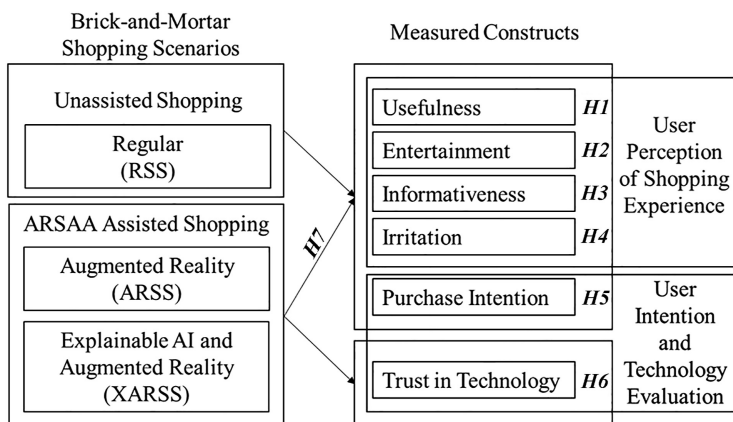 Brick-and-Mortar
Shopping Scenarios
Unassisted Shopping
Regular
(RSS)
ARSAA Assisted Shopping
Augmented Reality
(ARSS)
Explainable AI and
Augmented Reality
(XARSS)
H7
Measured Constructs
Usefulness H1
Entertainment H2
Informativeness H3
Irritation H4
Purchase Intention H5
Trust in Technology H6
User
Perception
of Shopping
Experience
User
Intention
and
Technology
Evaluation